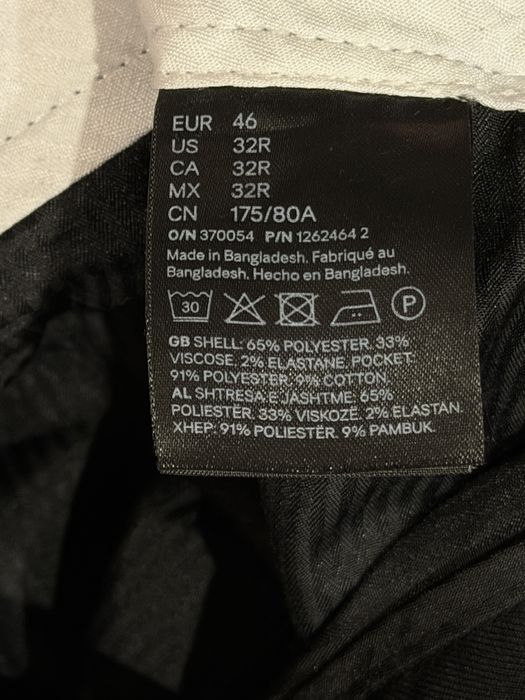 EUR 46
US 32R
CA 32R
MX 32R
CN 175/80A
O/N 370054 P/N 1262464 2
Made in Bangladesh. Fabriqué au
Bangladesh. Hecho en Bangladesh.
30 P
GB SHELL: 65% POLYESTER. 33%
VISCOSE. 2% ELASTANE. POCKET:
91% POLYESTER. 9% COTTON.
AL SHTRESA E JASHTME: 65%
POLIESTËR. 33% VISKOZË. 2% ELASTAN.
XHEP: 91% POLIESTËR. 9% PAMBUK.